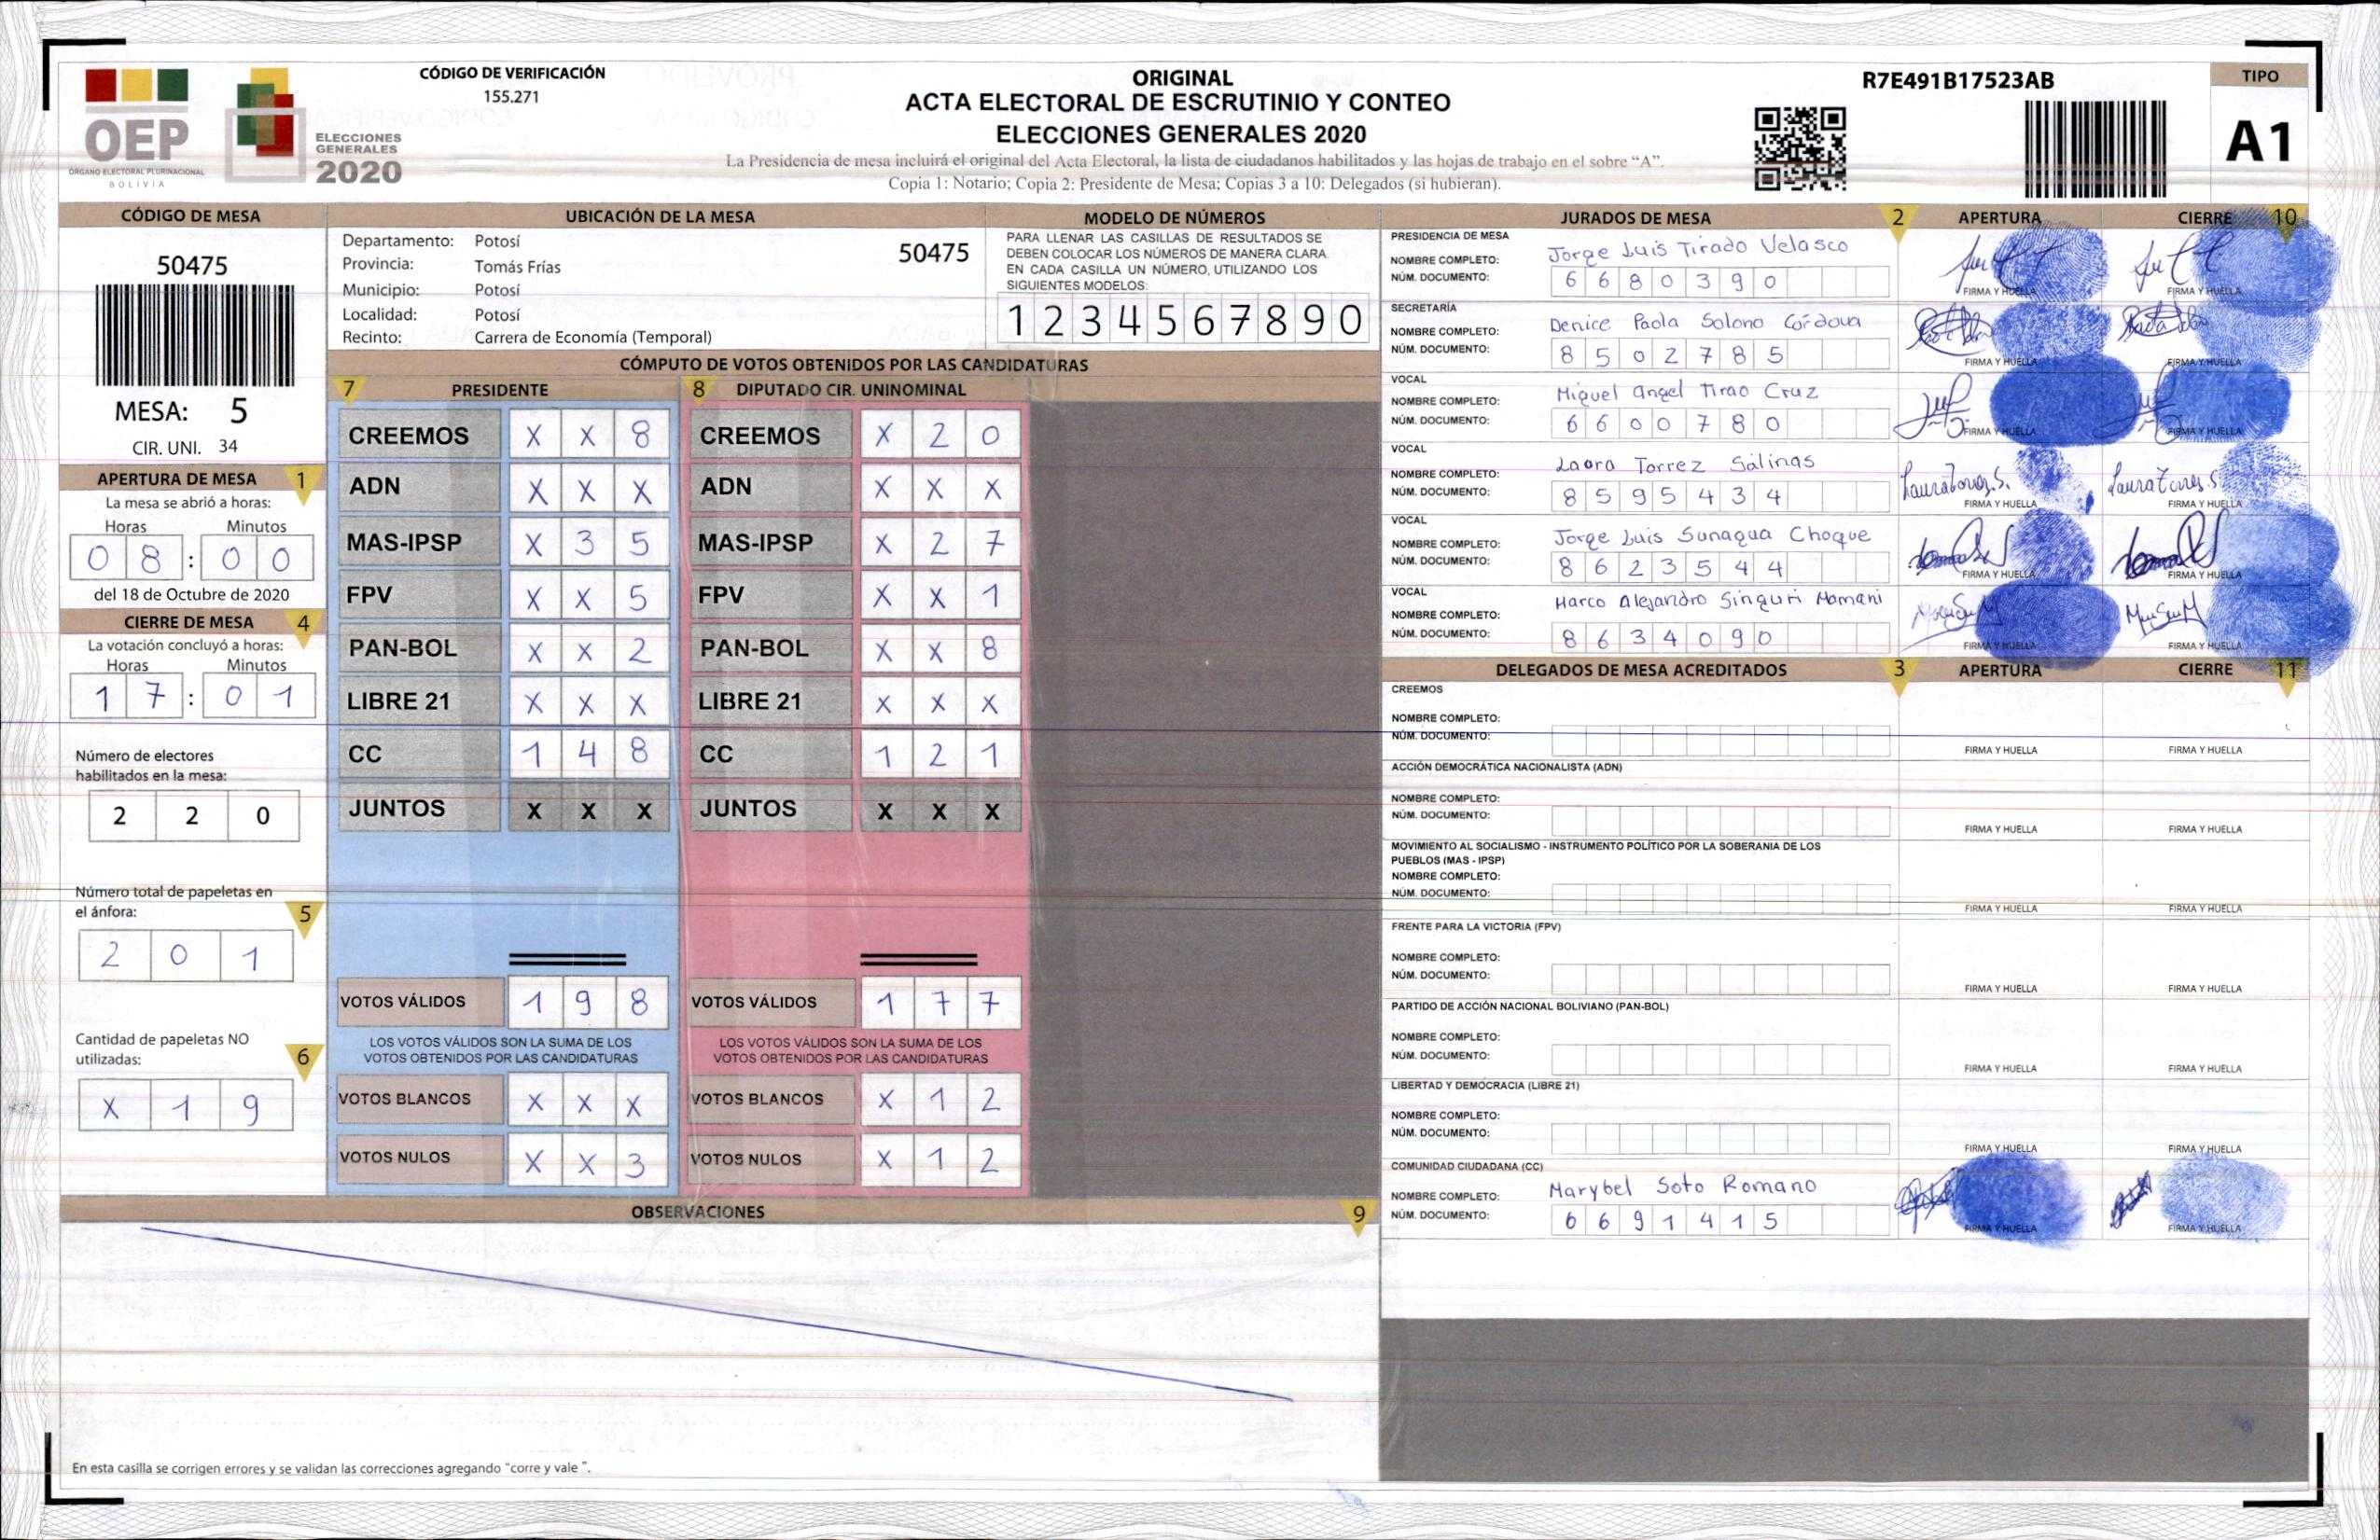 OEP
ÓRGANO ELECTORAL PLURINACIONAL
BOLIVIA
ELECCIONES
GENERALES
2020
CÓDIGO DE VERIFICACIÓN
155.271
ORIGINAL
ACTA ELECTORAL DE ESCRUTINIO Y CONTEO
ELECCIONES GENERALES 2020
La Presidencia de mesa incluirá el original del Acta Electoral, la lista de ciudadanos habilitados y las hojas de trabajo en el sobre “A”.
Copia 1: Notario; Copia 2: Presidente de Mesa; Copias 3 a 10: Delegados (si hubieran).
R7E491B17523AB
TIPO
A1
CÓDIGO DE MESA
50475
MESA: 5
CIR. UNI. 34
APERTURA DE MESA 1
La mesa se abrió a horas:
Horas Minutos
0 8 : 0 0
del 18 de Octubre de 2020
CIERRE DE MESA 4
La votación concluyó a horas:
Horas Minutos
1 7 : 0 1
Número de electores
habilitados en la mesa:
2 2 0
Número total de papeletas en
el ánfora: 5
2 0 1
Cantidad de papeletas NO
utilizadas: 6
X 1 9
UBICACIÓN DE LA MESA
Departamento: Potosí 50475
Provincia: Tomás Frías
Municipio: Potosí
Localidad: Potosí
Recinto: Carrera de Economía (Temporal)
MODELO DE NÚMEROS
PARA LLENAR LAS CASILLAS DE RESULTADOS SE
DEBEN COLOCAR LOS NÚMEROS DE MANERA CLARA.
EN CADA CASILLA UN NÚMERO, UTILIZANDO LOS
SIGUIENTES MODELOS:
1 2 3 4 5 6 7 8 9 0
CÓMPUTO DE VOTOS OBTENIDOS POR LAS CANDIDATURAS
7 PRESIDENTE
CREEMOS X X 8
ADN X X X
MAS-IPSP X 3 5
FPV X X 5
PAN-BOL X X 2
LIBRE 21 X X X
CC 1 4 8
JUNTOS X X X
VOTOS VÁLIDOS 1 9 8
LOS VOTOS VÁLIDOS SON LA SUMA DE LOS
VOTOS OBTENIDOS POR LAS CANDIDATURAS
VOTOS BLANCOS X X X
VOTOS NULOS X X 3
8 DIPUTADO CIR. UNINOMINAL
CREEMOS X 2 0
ADN X X X
MAS-IPSP X 2 7
FPV X X 1
PAN-BOL X X 8
LIBRE 21 X X X
CC 1 2 1
JUNTOS X X X
VOTOS VÁLIDOS 1 7 7
LOS VOTOS VÁLIDOS SON LA SUMA DE LOS
VOTOS OBTENIDOS POR LAS CANDIDATURAS
VOTOS BLANCOS X 1 2
VOTOS NULOS X 1 2
OBSERVACIONES 9
En esta casilla se corrigen errores y se validan las correcciones agregando “corre y vale”.
JURADOS DE MESA 2 APERTURA CIERRE 10
PRESIDENCIA DE MESA
NOMBRE COMPLETO: Jorge Luis Tirado Velasco
NÚM. DOCUMENTO: 6 6 8 0 3 9 0
FIRMA Y HUELLA FIRMA Y HUELLA
SECRETARÍA
NOMBRE COMPLETO: Denice Paola Solono Córdova
NÚM. DOCUMENTO: 8 5 0 2 7 8 5
FIRMA Y HUELLA FIRMA Y HUELLA
VOCAL
NOMBRE COMPLETO: Miguel angel Tirao Cruz
NÚM. DOCUMENTO: 6 6 0 0 7 8 0
FIRMA Y HUELLA FIRMA Y HUELLA
VOCAL
NOMBRE COMPLETO: Laura Torrez Salinas
NÚM. DOCUMENTO: 8 5 9 5 4 3 4
FIRMA Y HUELLA FIRMA Y HUELLA
VOCAL
NOMBRE COMPLETO: Jorge Luis Sunagua Choque
NÚM. DOCUMENTO: 8 6 2 3 5 4 4
FIRMA Y HUELLA FIRMA Y HUELLA
VOCAL
NOMBRE COMPLETO: Marco Alejandro Singuri Mamani
NÚM. DOCUMENTO: 8 6 3 4 0 9 0
FIRMA Y HUELLA FIRMA Y HUELLA
DELEGADOS DE MESA ACREDITADOS 3 APERTURA CIERRE 11
CREEMOS
NOMBRE COMPLETO:
NÚM. DOCUMENTO:
FIRMA Y HUELLA FIRMA Y HUELLA
ACCIÓN DEMOCRÁTICA NACIONALISTA (ADN)
NOMBRE COMPLETO:
NÚM. DOCUMENTO:
FIRMA Y HUELLA FIRMA Y HUELLA
MOVIMIENTO AL SOCIALISMO - INSTRUMENTO POLÍTICO POR LA SOBERANIA DE LOS
PUEBLOS (MAS - IPSP)
NOMBRE COMPLETO:
NÚM. DOCUMENTO:
FIRMA Y HUELLA FIRMA Y HUELLA
FRENTE PARA LA VICTORIA (FPV)
NOMBRE COMPLETO:
NÚM. DOCUMENTO:
FIRMA Y HUELLA FIRMA Y HUELLA
PARTIDO DE ACCIÓN NACIONAL BOLIVIANO (PAN-BOL)
NOMBRE COMPLETO:
NÚM. DOCUMENTO:
FIRMA Y HUELLA FIRMA Y HUELLA
LIBERTAD Y DEMOCRACIA (LIBRE 21)
NOMBRE COMPLETO:
NÚM. DOCUMENTO:
FIRMA Y HUELLA FIRMA Y HUELLA
COMUNIDAD CIUDADANA (CC)
NOMBRE COMPLETO: Marybel Soto Romano
NÚM. DOCUMENTO: 6 6 9 1 4 1 5
FIRMA Y HUELLA FIRMA Y HUELLA